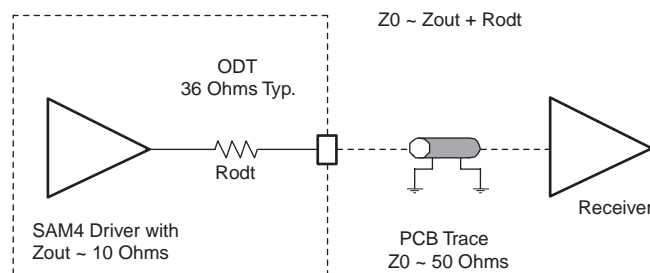 Z0 ~ Zout + Rodt
ODT
36 Ohms Typ.
Rodt
Receiver
SAM4 Driver with
Zout ~ 10 Ohms
PCB Trace
Z0 ~ 50 Ohms